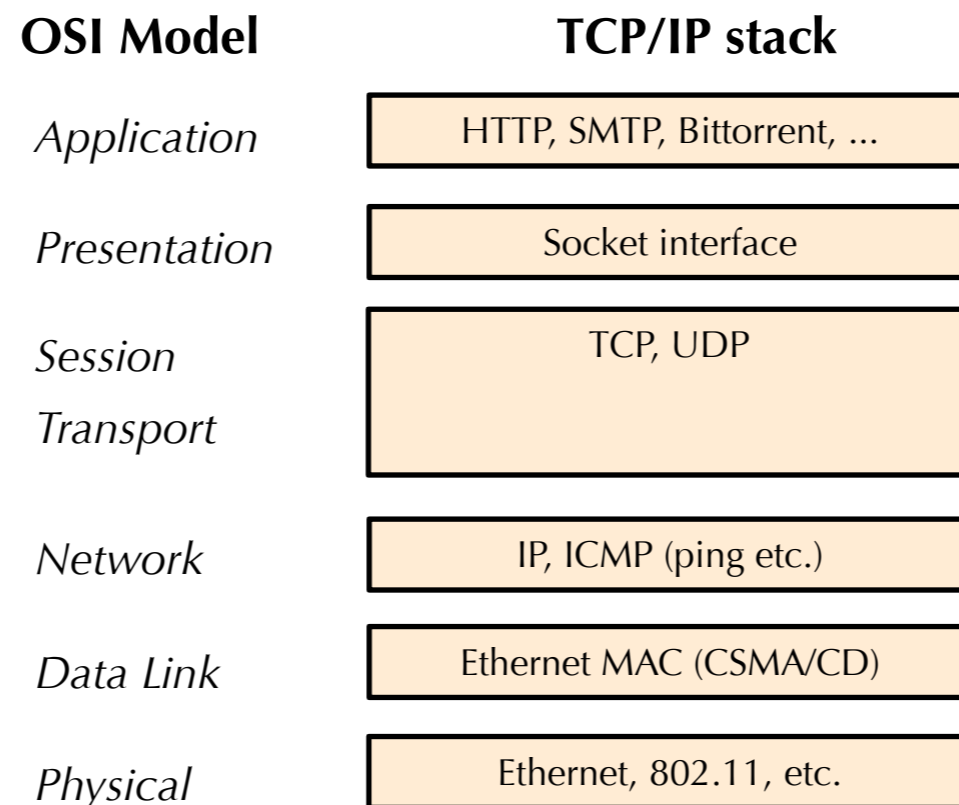 OSI Model TCP/IP stack
Application HTTP, SMTP, Bittorrent, ...
Presentation Socket interface
Session TCP, UDP
Transport
Network IP, ICMP (ping etc.)
Data Link Ethernet MAC (CSMA/CD)
Physical Ethernet, 802.11, etc.